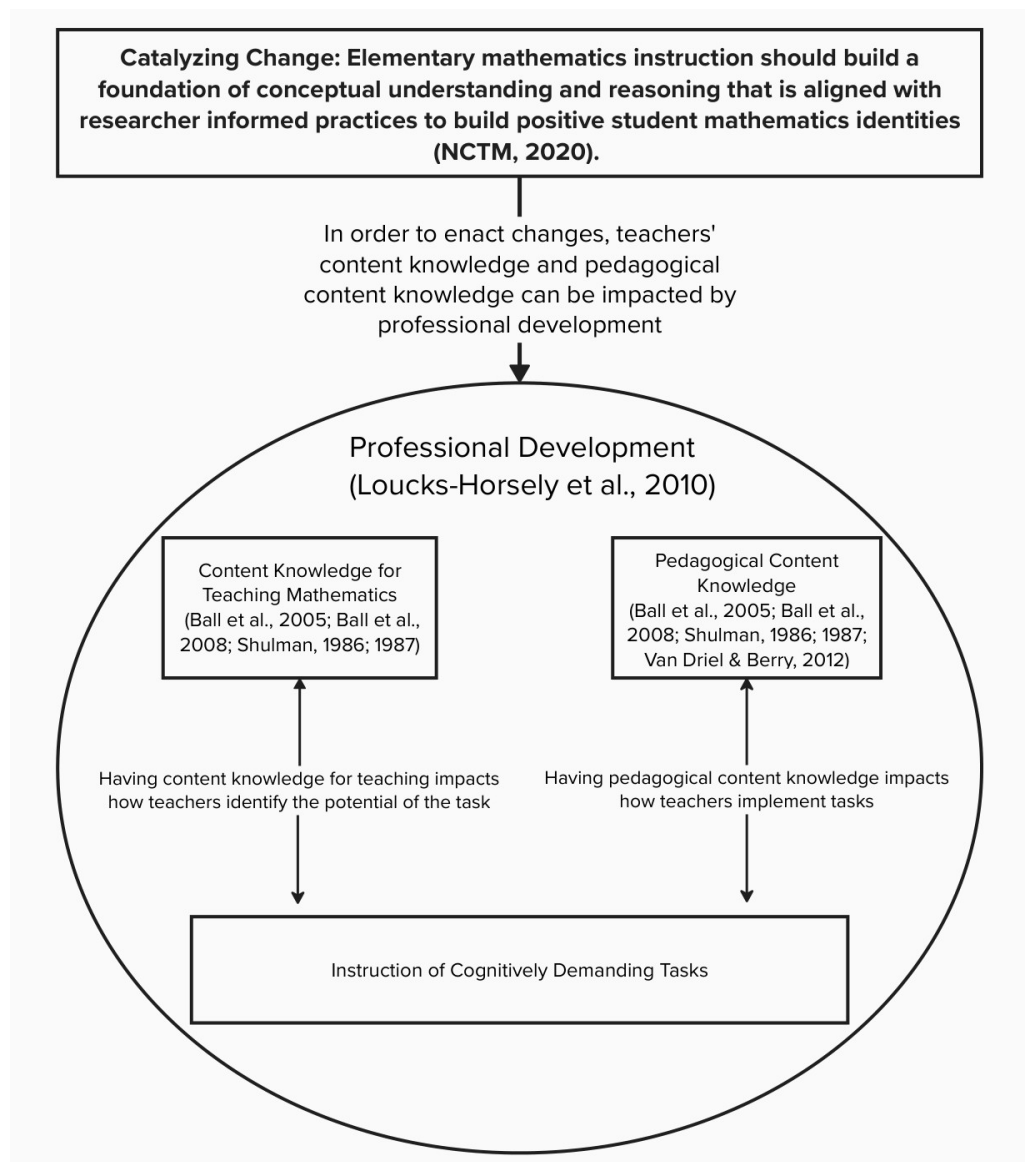 Catalyzing Change: Elementary mathematics instruction should build a
foundation of conceptual understanding and reasoning that is aligned with
researcher informed practices to build positive student mathematics identities
(NCTM, 2020).
In order to enact changes, teachers'
content knowledge and pedagogical
content knowledge can be impacted by
professional development
Professional Development
(Loucks-Horsely et al., 2010)
Content Knowledge for
Teaching Mathematics
(Ball et al., 2005; Ball et al.,
2008; Shulman, 1986; 1987)
Pedagogical Content
Knowledge
(Ball et al., 2005; Ball et al.,
2008; Shulman, 1986; 1987;
Van Driel & Berry, 2012)
Having content knowledge for teaching impacts
how teachers identify the potential of the task
Having pedagogical content knowledge impacts
how teachers implement tasks
Instruction of Cognitively Demanding Tasks